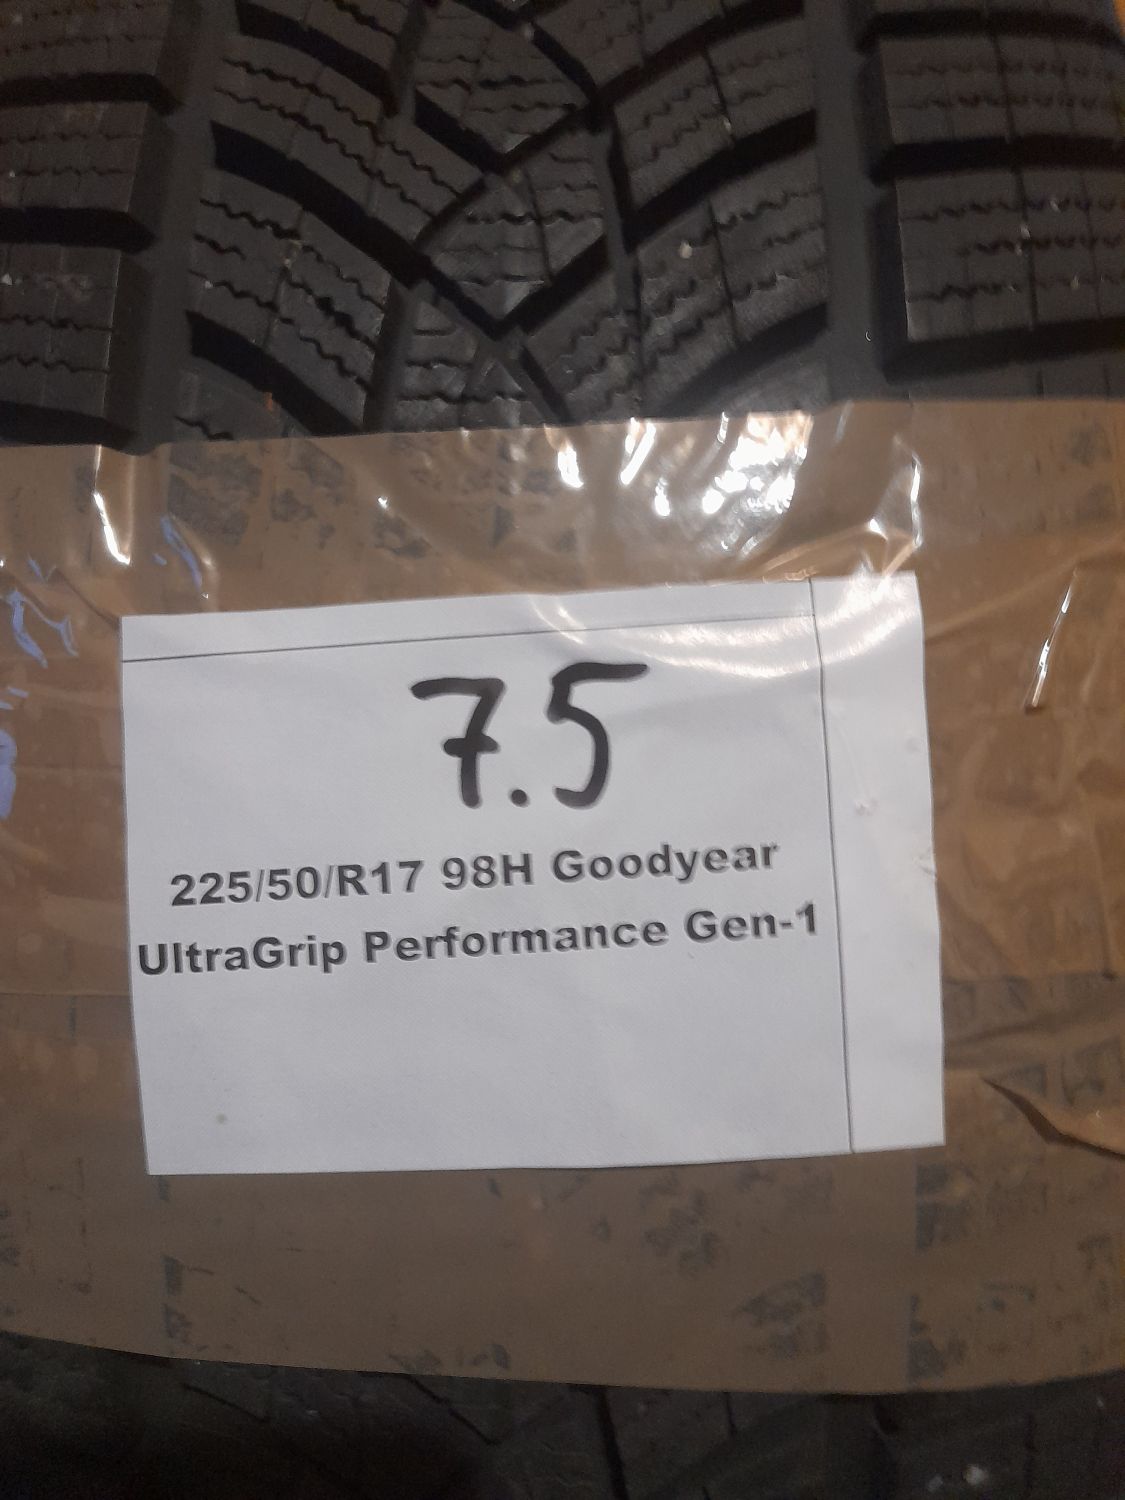 7.5
225/50/R17 98H Goodyear
UltraGrip Performance Gen-1